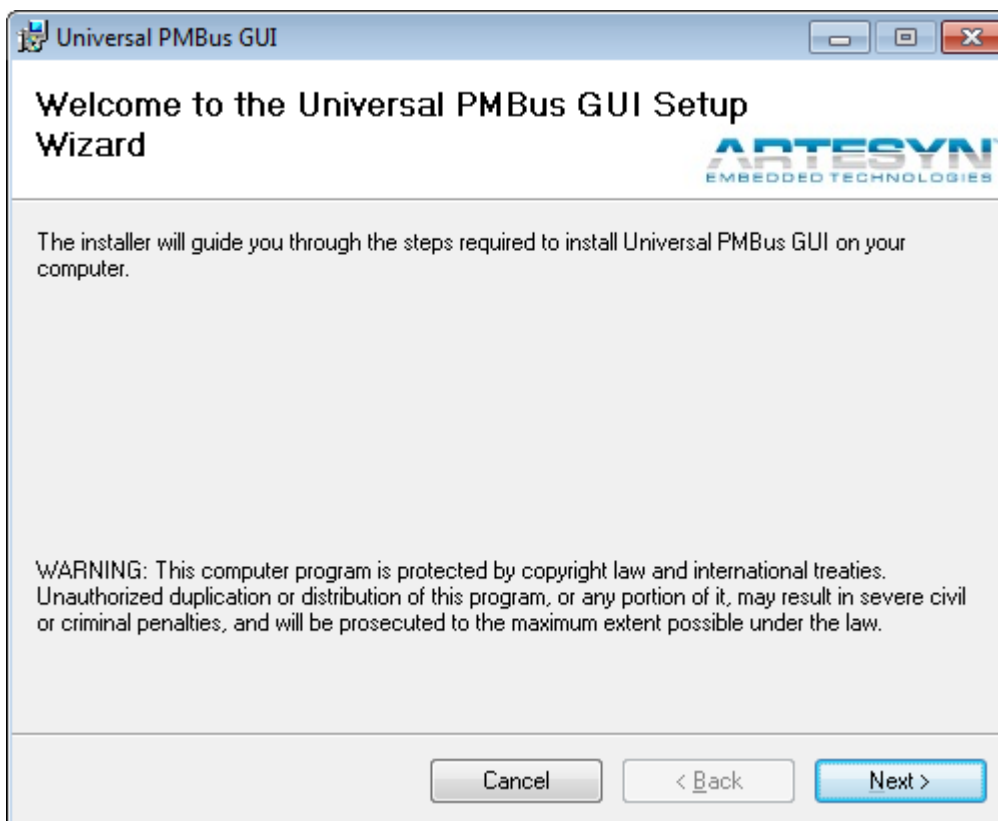 Universal PMBus GUI
Welcome to the Universal PMBus GUI Setup
Wizard
ARTESYN
EMBEDDED TECHNOLOGIES
The installer will guide you through the steps required to install Universal PMBus GUI on your
computer.
WARNING: This computer program is protected by copyright law and international treaties.
Unauthorized duplication or distribution of this program, or any portion of it, may result in severe civil
or criminal penalties, and will be prosecuted to the maximum extent possible under the law.
Cancel
< Back
Next >